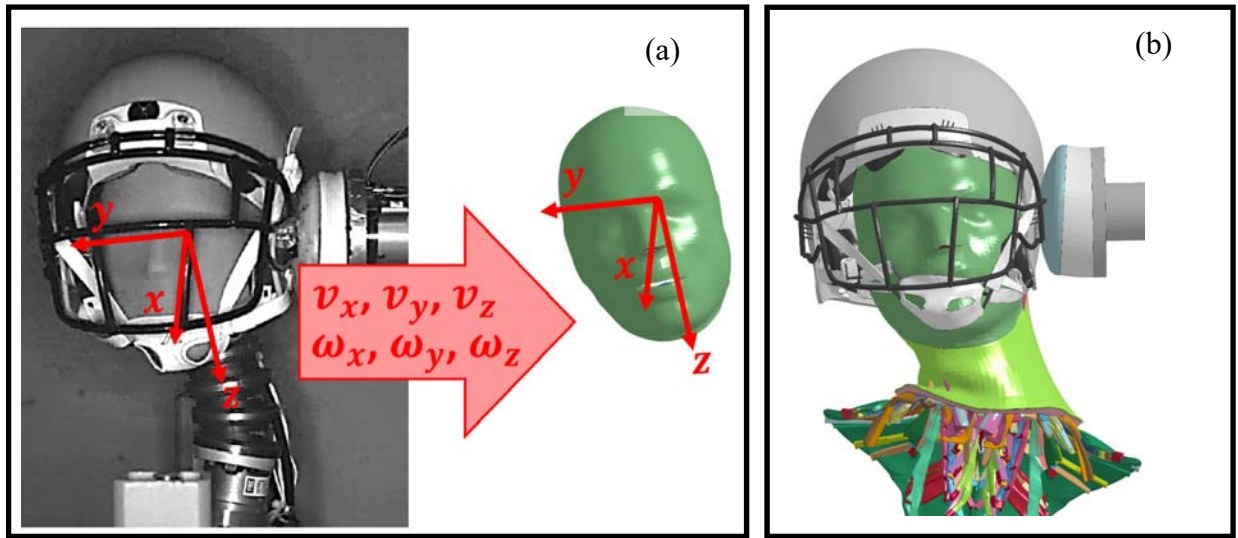 (a)
y
x
z
v_x, v_y, v_z
ω_x, ω_y, ω_z
y
x
z
(b)